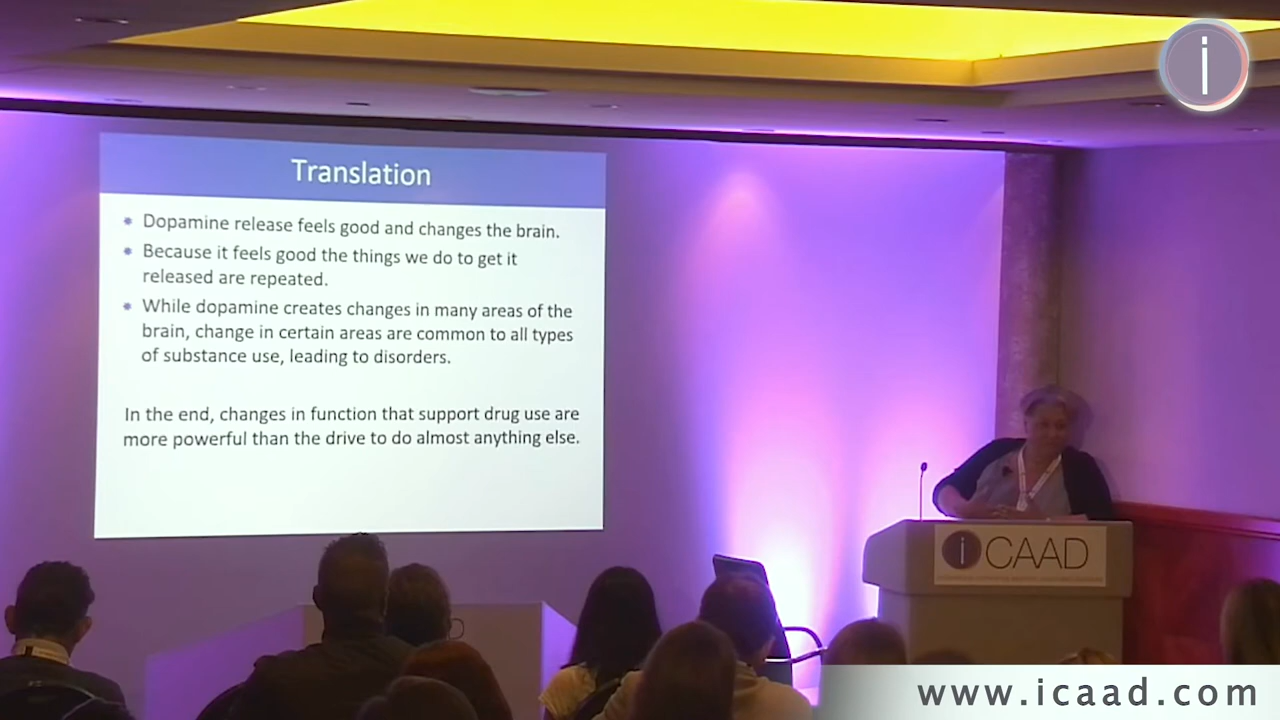 i
Translation
Dopamine release feels good and changes the brain.
Because it feels good the things we do to get it
released are repeated.
While dopamine creates changes in many areas of the
brain, change in certain areas are common to all types
of substance use, leading to disorders.
In the end, changes in function that support drug use are
more powerful than the drive to do almost anything else.
iCAAD
www.icaad.com